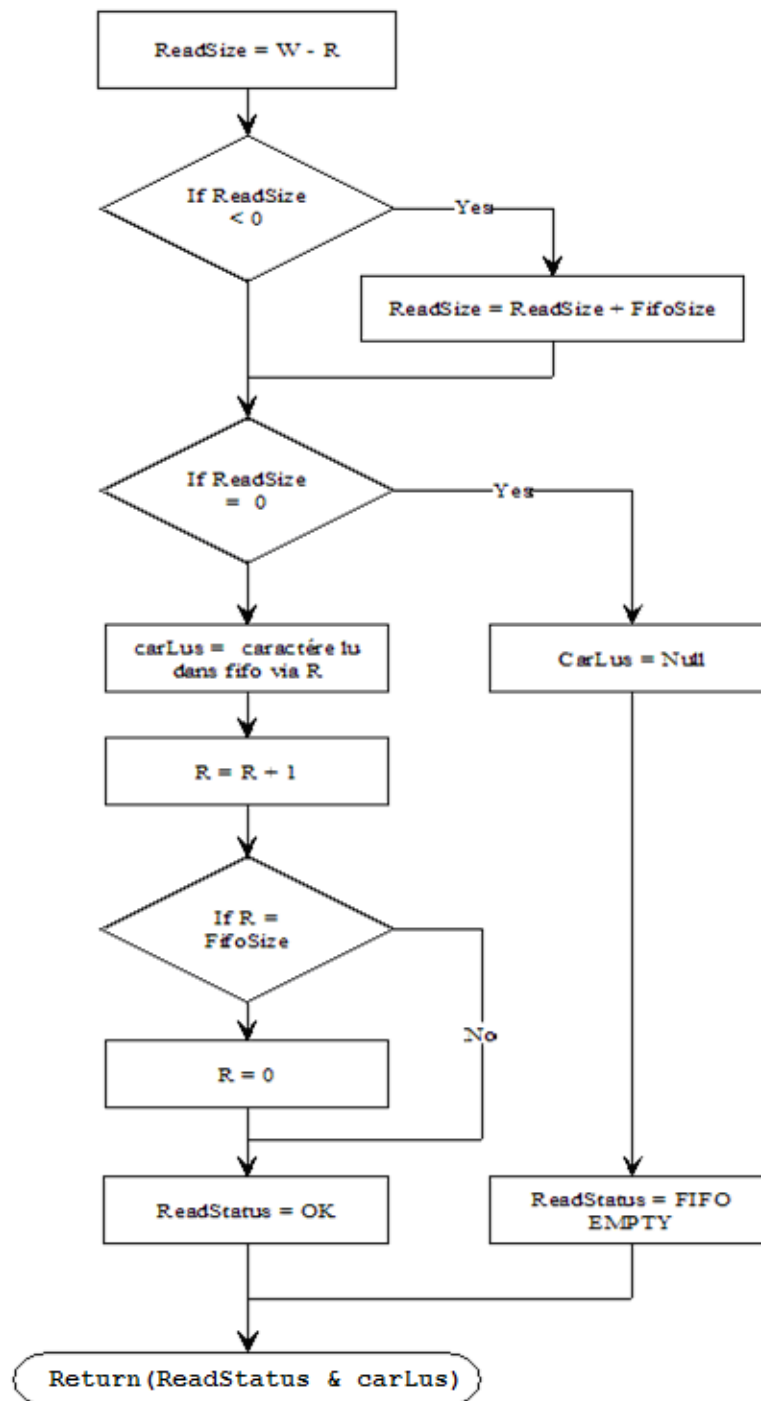 ReadSize = W - R
If ReadSize
< 0
Yes
ReadSize = ReadSize + FifoSize
If ReadSize
= 0
Yes
carLus = caractére lu
dans fifo via R
CarLus = Null
R = R + 1
If R =
FifoSize
No
R = 0
ReadStatus = OK
ReadStatus = FIFO
EMPTY
Return(ReadStatus & carLus)